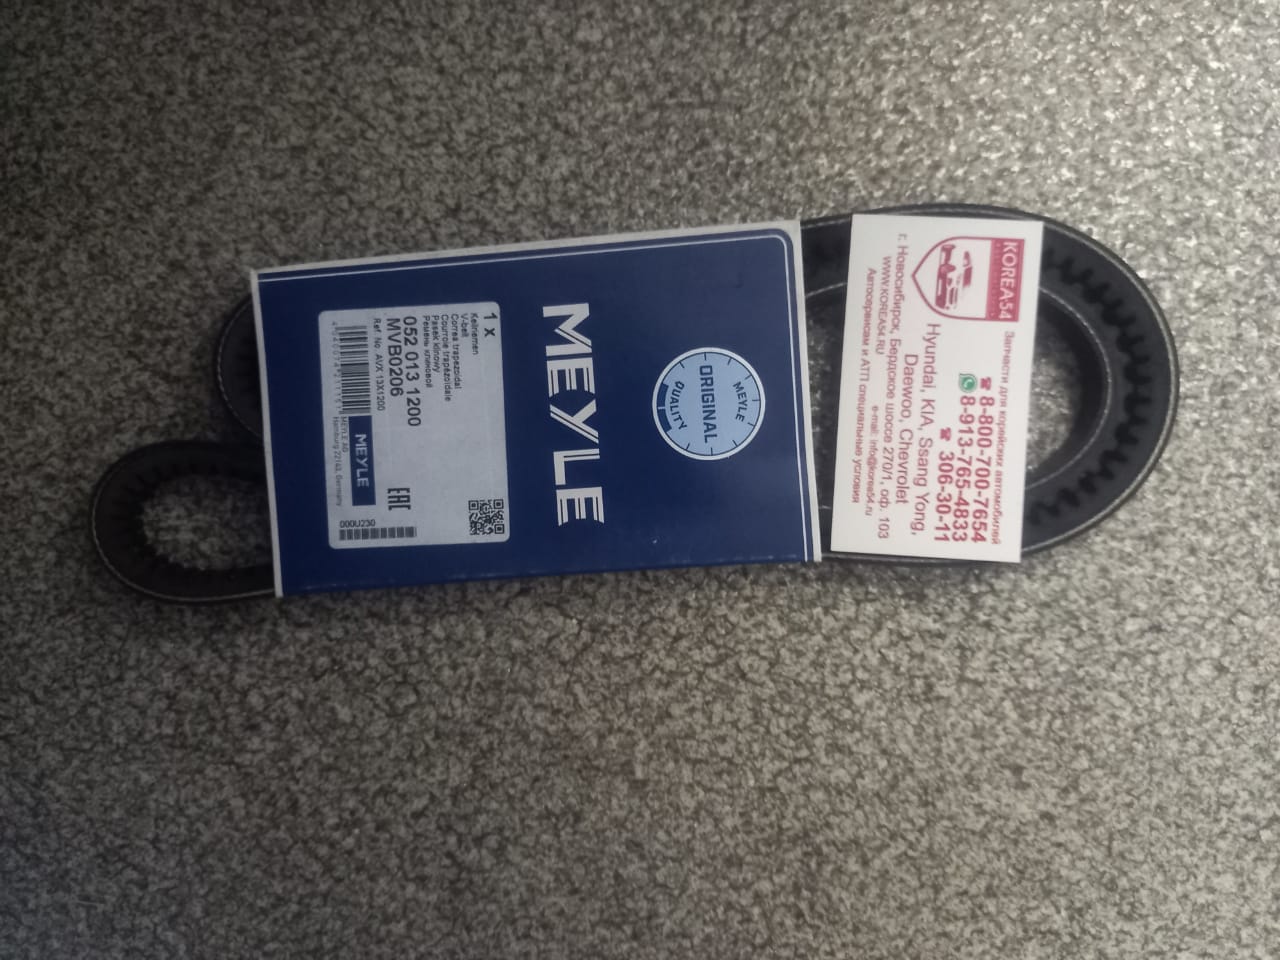 MEYLE
MEYLE
ORIGINAL
QUALITY
1 x
Keilriemen
V-belt
Correa trapezoidal
Courroie trapézoïdale
Pasek klinowy
Ремень клиновой
052 013 1200
MVB0206
Ref. No. AVX 13X1200
MEYLE
MEYLE AG
Hamburg 22143, Germany
EAC
000U230
KOREA54
Запчасти для корейских автомобилей
8-800-700-7654
8-913-765-4833
306-30-11
Hyundai, KIA, Ssang Yong,
Daewoo, Chevrolet
г. Новосибирск, Бердское шоссе 270/1, оф. 103
WWW.KOREA54.RU
e-mail: info@korea54.ru
Автосервисам и АТП специальные условия